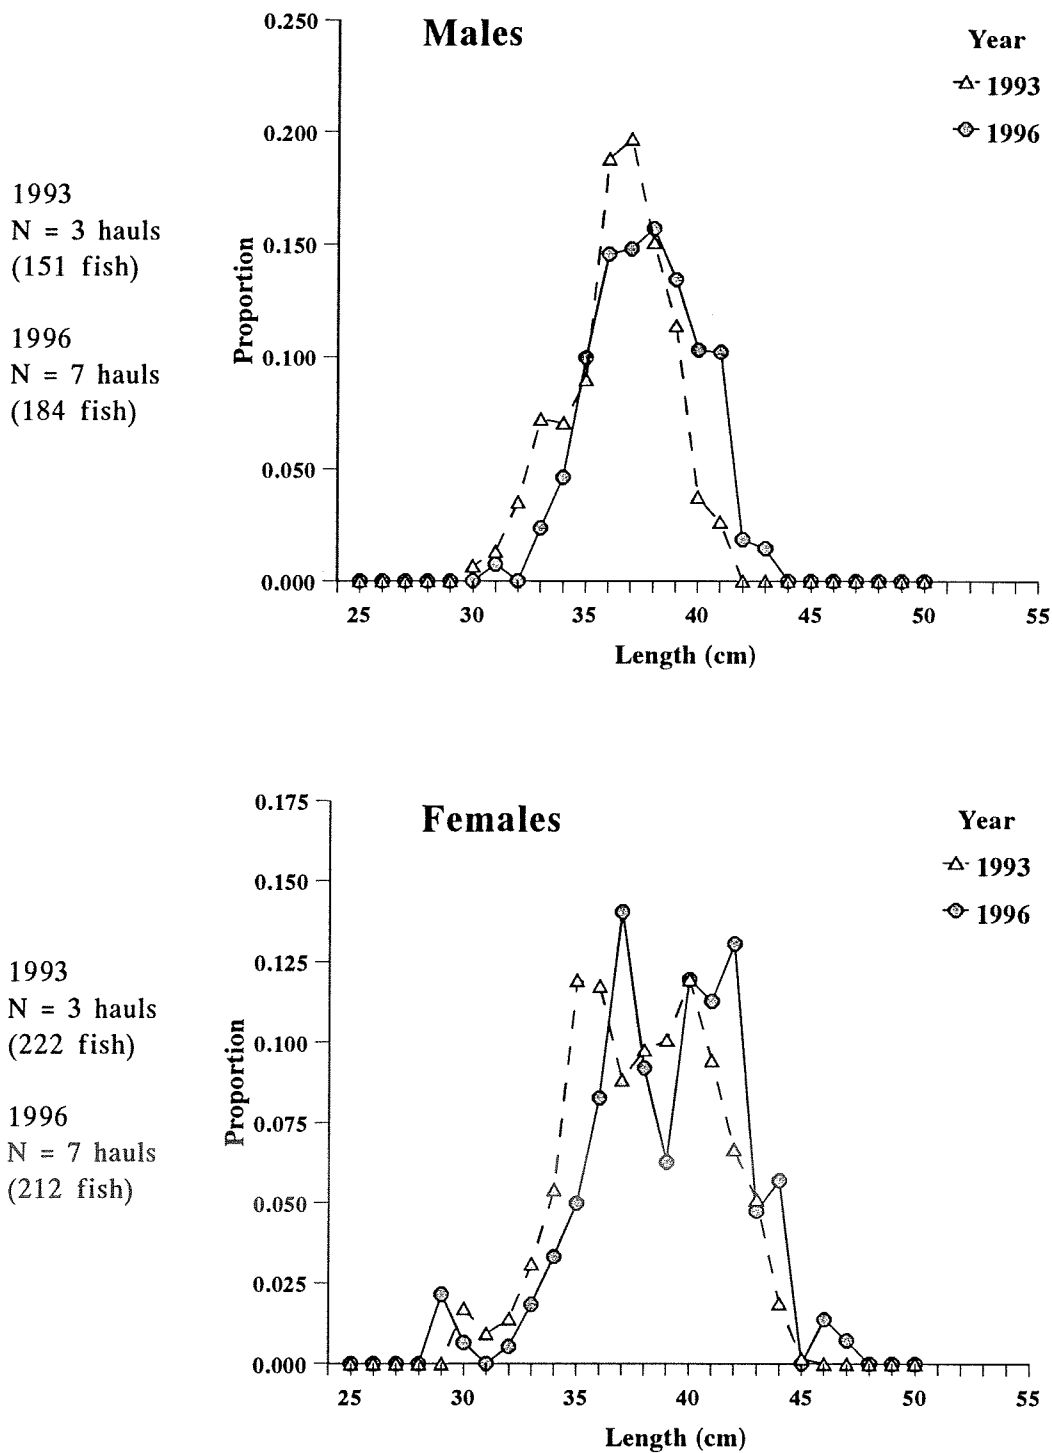 Males
Year
1993
1996
0.250
0.200
0.150
0.100
0.050
0.000
Proportion
25 30 35 40 45 50 55
Length (cm)
1993
N = 3 hauls
(151 fish)
1996
N = 7 hauls
(184 fish)
Females
Year
1993
1996
0.175
0.150
0.125
0.100
0.075
0.050
0.025
0.000
Proportion
25 30 35 40 45 50 55
Length (cm)
1993
N = 3 hauls
(222 fish)
1996
N = 7 hauls
(212 fish)